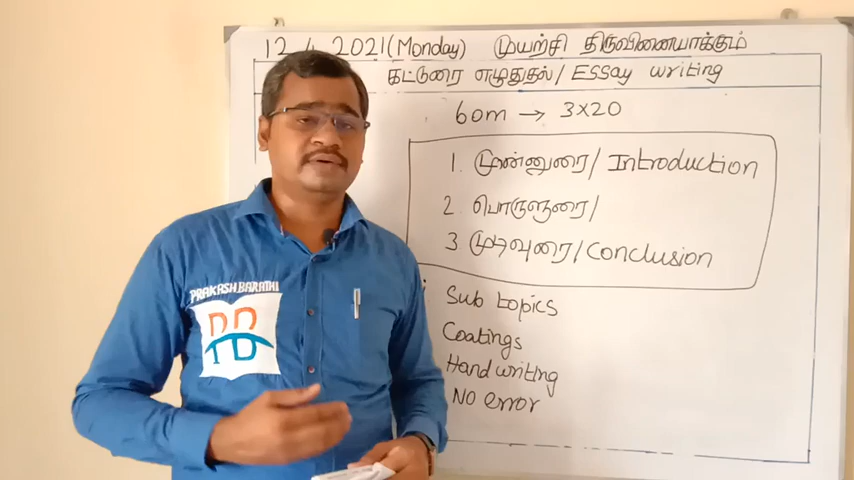 12 4 2021 (Monday) முயற்சி திருவினையாக்கும்
கட்டுரை எழுதுதல் / Essay writing
60m → 3x20
1. முன்னுரை / Introduction
2. பொருளுரை /
3 முடிவுரை / Conclusion
Sub topics
Coatings
Hand writing
No error
PRAKASH BARATHI
PB